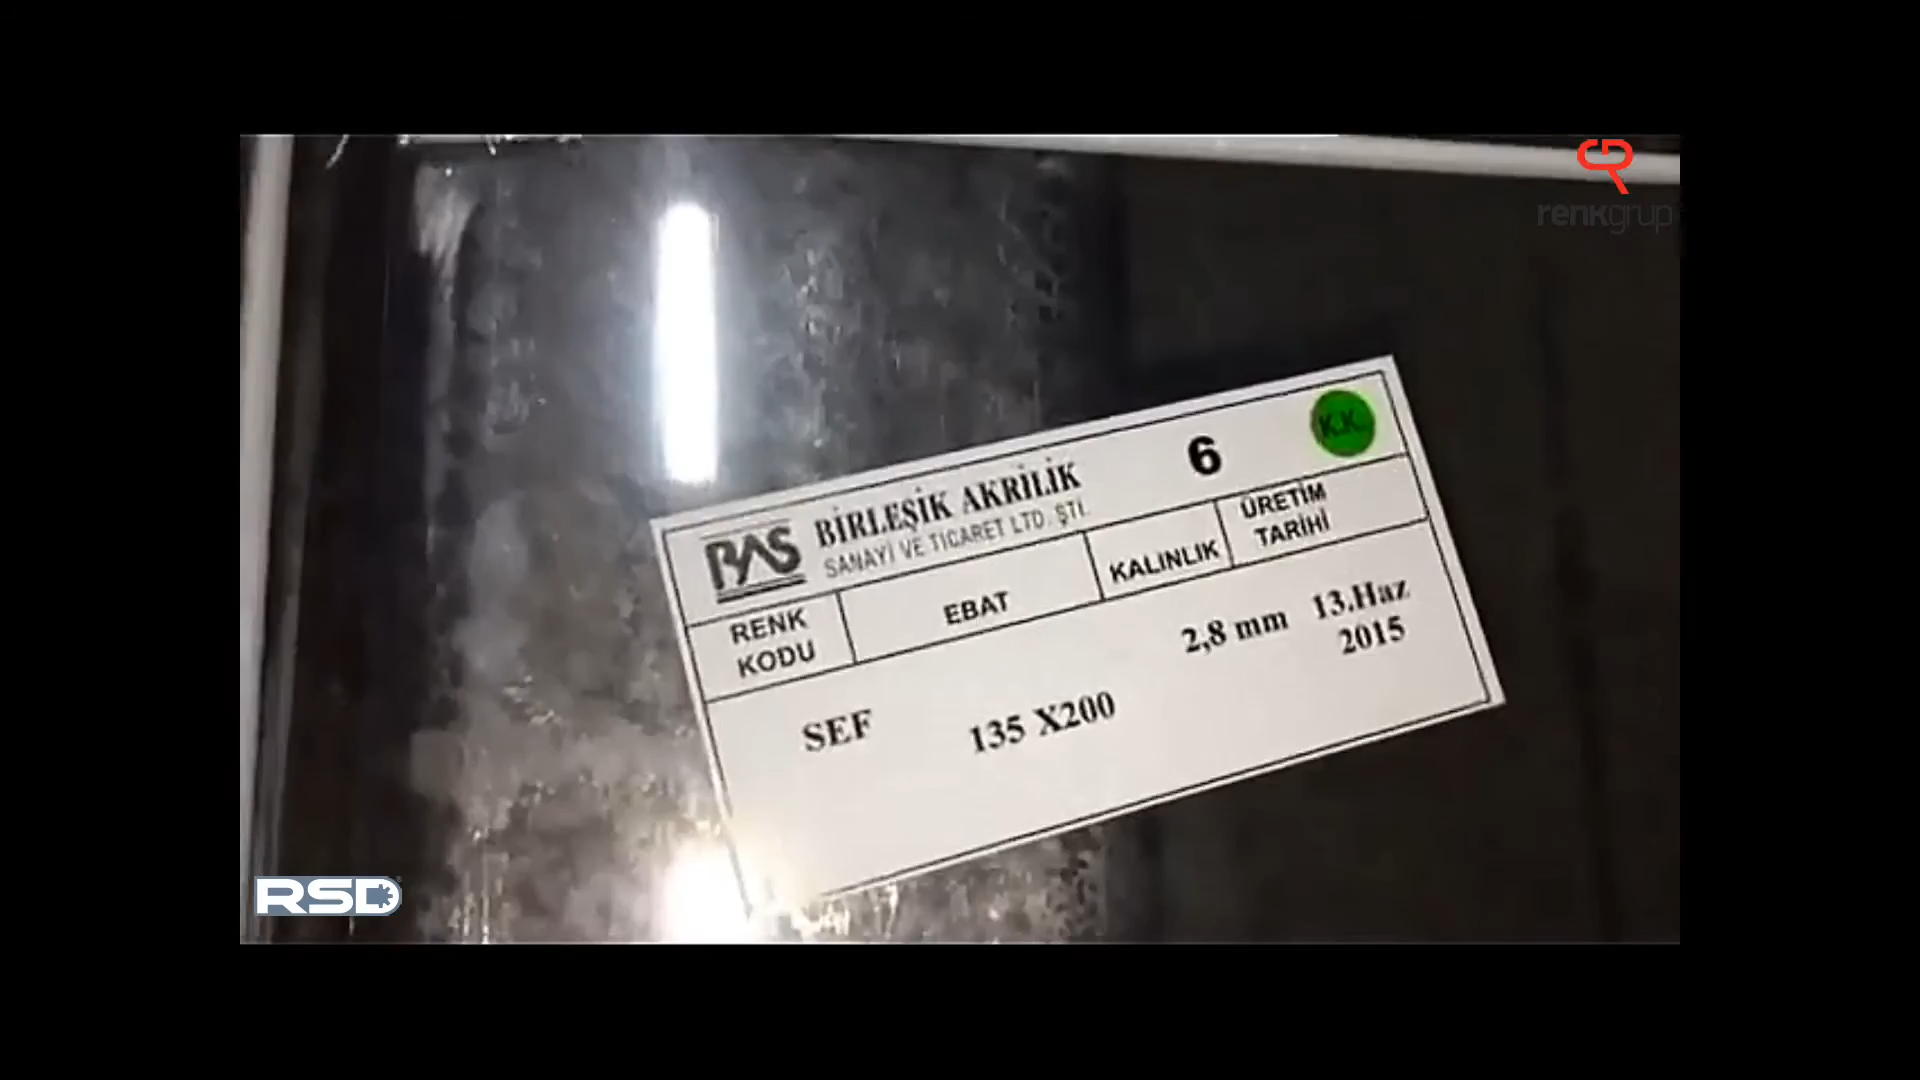 renkgrup
6
K.K.
BAS
BİRLEŞİK AKRİLİK
SANAYİ VE TİCARET LTD. ŞTİ.
RENK
KODU
EBAT
KALINLIK
ÜRETİM
TARİHİ
SEF
135 X200
2,8 mm
13.Haz
2015
RSD